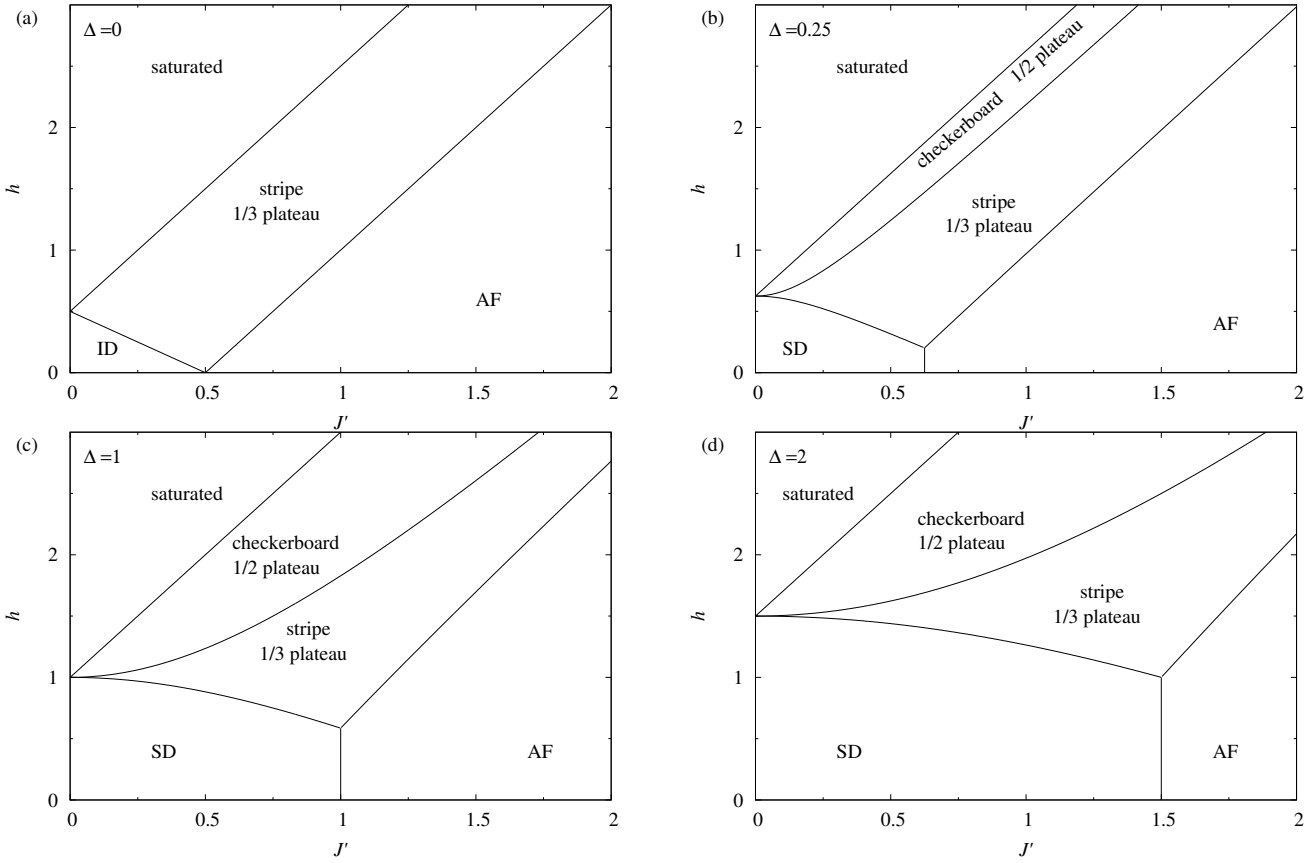 (a)
Δ =0
saturated
stripe
1/3 plateau
AF
ID
h
2
1
0
0
0.5
1
1.5
2
J′
(b)
Δ =0.25
saturated
checkerboard 1/2 plateau
stripe
1/3 plateau
AF
SD
h
2
1
0
0
0.5
1
1.5
2
J′
(c)
Δ =1
saturated
checkerboard
1/2 plateau
stripe
1/3 plateau
SD
AF
h
2
1
0
0
0.5
1
1.5
2
J′
(d)
Δ =2
saturated
checkerboard
1/2 plateau
stripe
1/3 plateau
SD
AF
h
2
1
0
0
0.5
1
1.5
2
J′